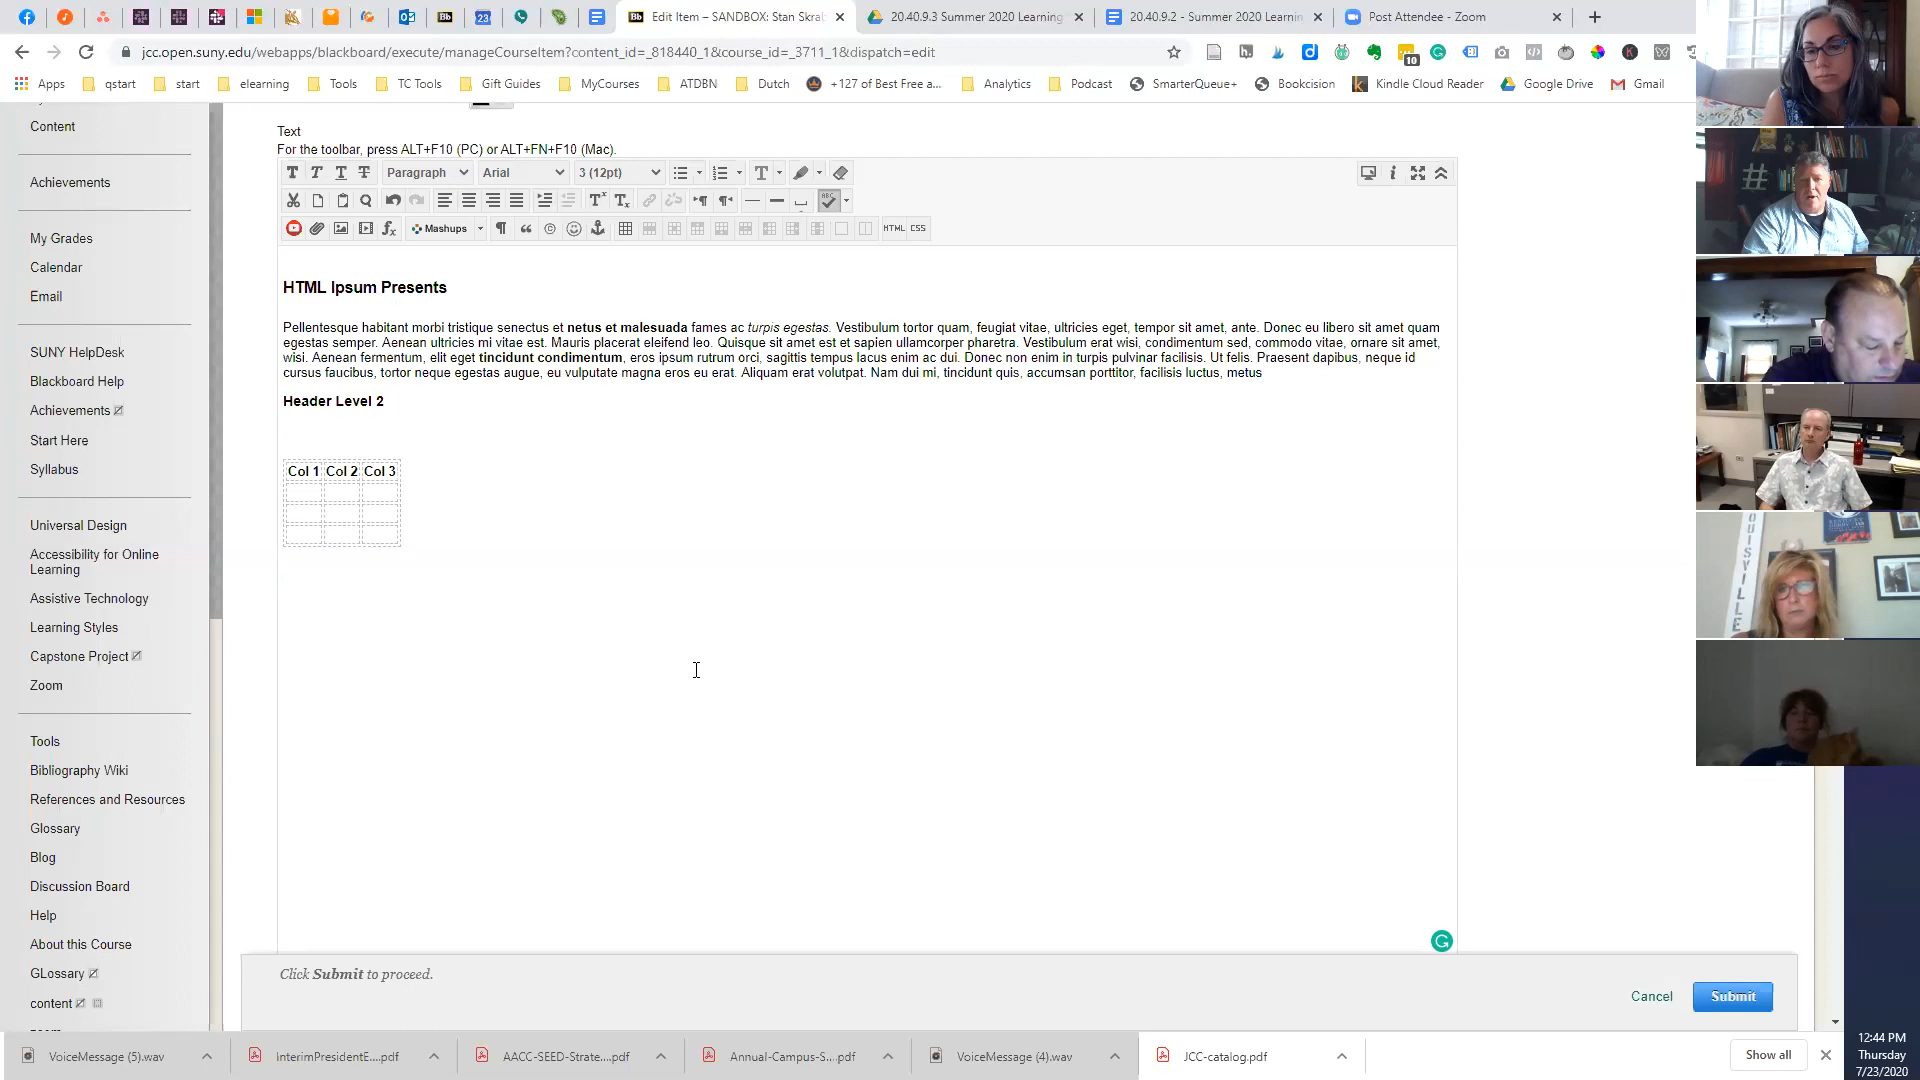 Edit Item – SANDBOX: Stan Skrab
20.40.9.3 Summer 2020 Learning
20.40.9.2 - Summer 2020 Learnin
Post Attendee - Zoom
jcc.open.suny.edu/webapps/blackboard/execute/manageCourseItem?content_id=_818440_1&course_id=_3711_1&dispatch=edit
Apps
qstart
start
elearning
Tools
TC Tools
Gift Guides
MyCourses
ATDBN
Dutch
+127 of Best Free a...
Analytics
Podcast
SmarterQueue+
Bookcision
Kindle Cloud Reader
Google Drive
Gmail
Content
Achievements
My Grades
Calendar
Email
SUNY HelpDesk
Blackboard Help
Achievements
Start Here
Syllabus
Universal Design
Accessibility for Online
Learning
Assistive Technology
Learning Styles
Capstone Project
Zoom
Tools
Bibliography Wiki
References and Resources
Glossary
Blog
Discussion Board
Help
About this Course
GLossary
content
Text
For the toolbar, press ALT+F10 (PC) or ALT+FN+F10 (Mac).
Paragraph
Arial
3 (12pt)
Mashups
HTML CSS
HTML Ipsum Presents
Pellentesque habitant morbi tristique senectus et netus et malesuada fames ac turpis egestas. Vestibulum tortor quam, feugiat vitae, ultricies eget, tempor sit amet, ante. Donec eu libero sit amet quam
egestas semper. Aenean ultricies mi vitae est. Mauris placerat eleifend leo. Quisque sit amet est et sapien ullamcorper pharetra. Vestibulum erat wisi, condimentum sed, commodo vitae, ornare sit amet,
wisi. Aenean fermentum, elit eget tincidunt condimentum, eros ipsum rutrum orci, sagittis tempus lacus enim ac dui. Donec non enim in turpis pulvinar facilisis. Ut felis. Praesent dapibus, neque id
cursus faucibus, tortor neque egestas augue, eu vulputate magna eros eu erat. Aliquam erat volutpat. Nam dui mi, tincidunt quis, accumsan porttitor, facilisis luctus, metus
Header Level 2
Col 1 Col 2 Col 3
Click Submit to proceed.
Cancel
Submit
VoiceMessage (5).wav
InterimPresidentE....pdf
AACC-SEED-Strate....pdf
Annual-Campus-S....pdf
VoiceMessage (4).wav
JCC-catalog.pdf
Show all
12:44 PM
Thursday
7/23/2020